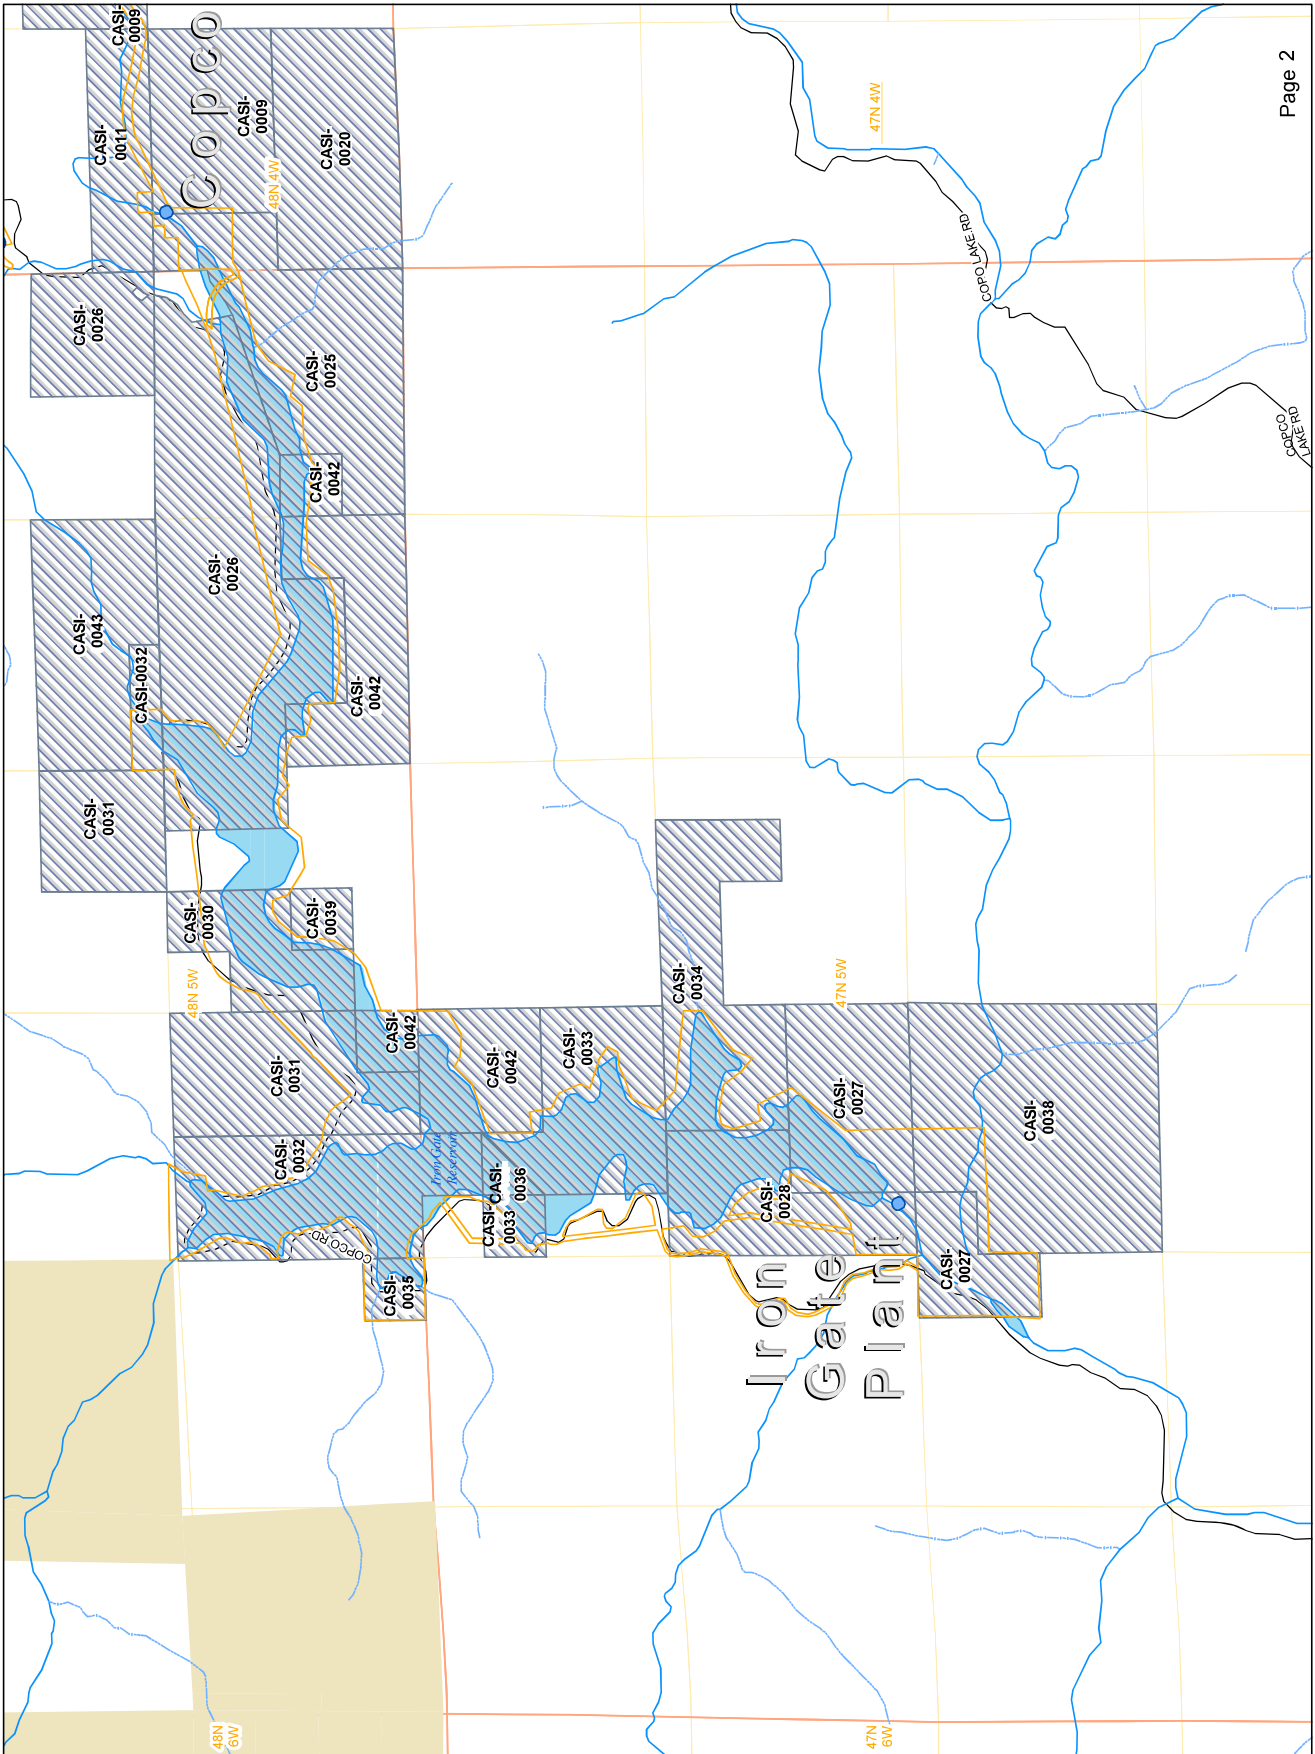 CASI-
0009
CASI-
0011
Copco
CASI-
0009
CASI-
0020
48N 4W
47N 4W
Page 2
COPO LAKE RD
CASI-
0026
CASI-
0025
CASI-
0042
COPCO
LAKE RD
CASI-
0043
CASI-0032
CASI-
0026
CASI-
0042
CASI-
0031
CASI-
0030
CASI-
0039
48N 5W
CASI-
0034
47N 5W
CASI-
0031
CASI-
0042
CASI-
0042
CASI-
0033
CASI-
0027
CASI-
0038
CASI-
0032
Iron Gate
Reservoir
CASI-
0036
CASI-
0033
CASI-
0028
COPCO RD
CASI-
0035
CASI-
0027
Iron
Gate
Plant
48N
6W
47N
6W